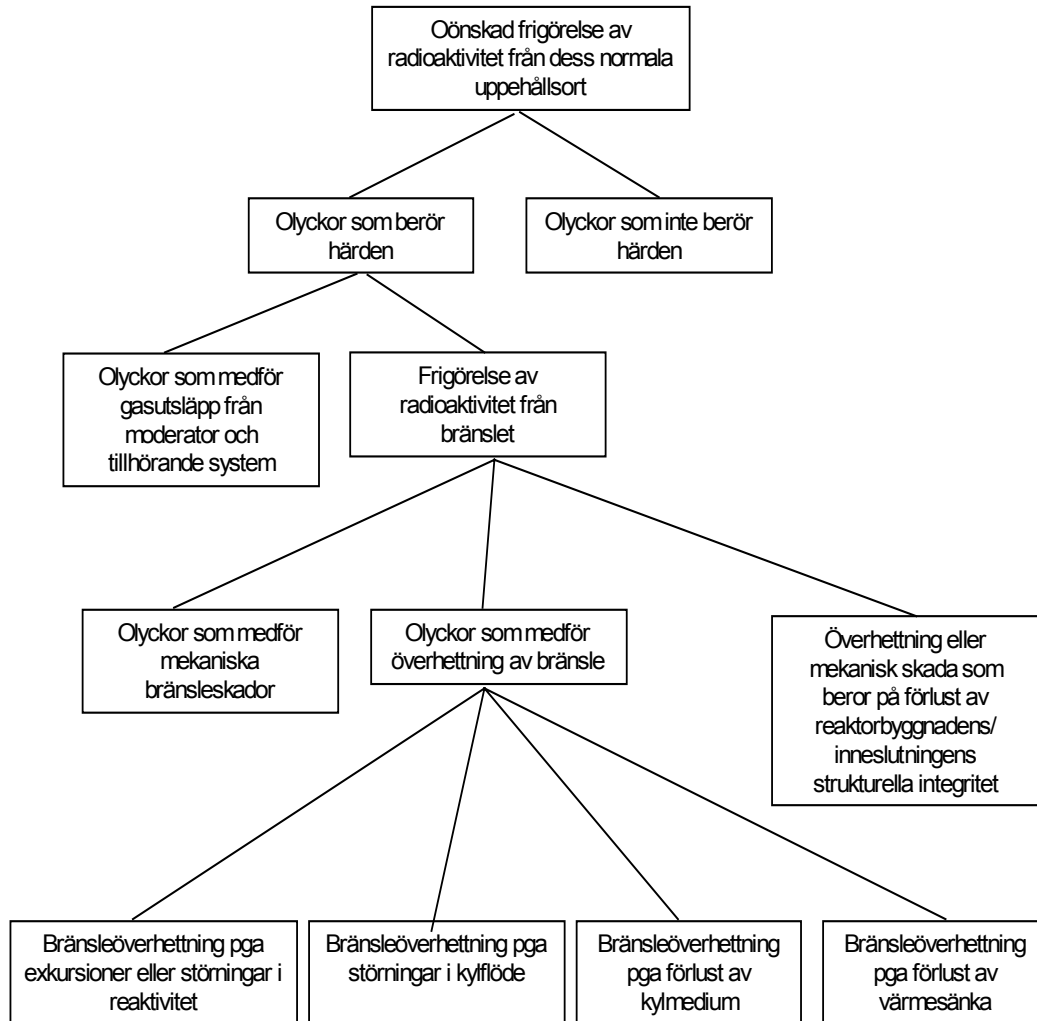 Oönskad frigörelse av
radioaktivitet från dess normala
uppehållsort
Olyckor som berör
härden
Olyckor som inte berör
härden
Olyckor som medför
gasutsläpp från
moderator och
tillhörande system
Frigörelse av
radioaktivitet från
bränslet
Olyckor som medför
mekaniska
bränsleskador
Olyckor som medför
överhettning av bränsle
Överhettning eller
mekanisk skada som
beror på förlust av
reaktorbyggnadens/
inneslutningens
strukturella integritet
Bränsleöverhettning pga
exkursioner eller störningar i
reaktivitet
Bränsleöverhettning pga
störningar i kylflöde
Bränsleöverhettning
pga förlust av
kylmedium
Bränsleöverhettning
pga förlust av
värmesänka